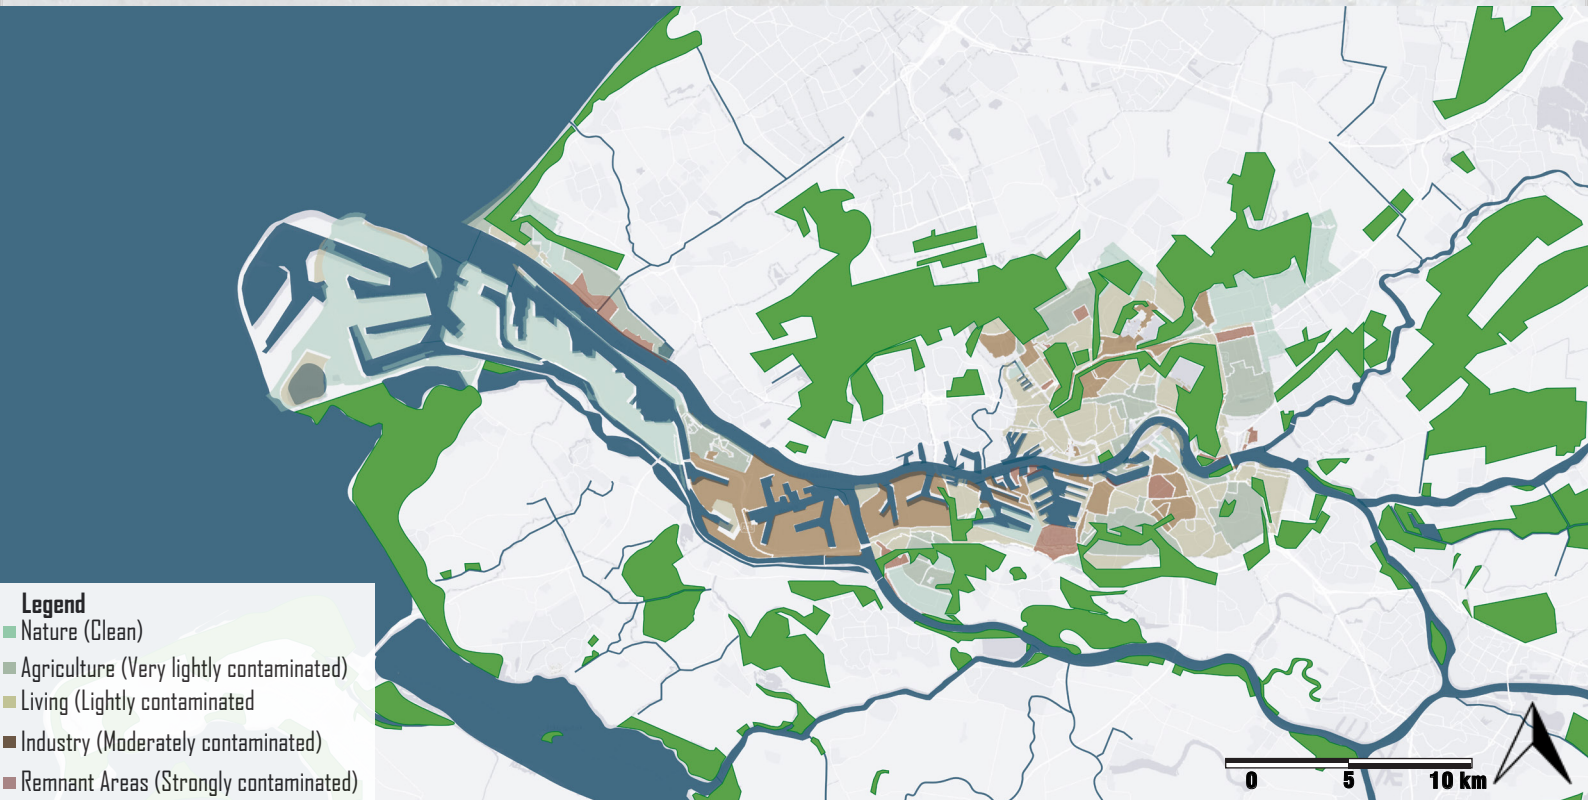 Legend
Nature (Clean)
Agriculture (Very lightly contaminated)
Living (Lightly contaminated
Industry (Moderately contaminated)
Remnant Areas (Strongly contaminated)
0 5 10 km